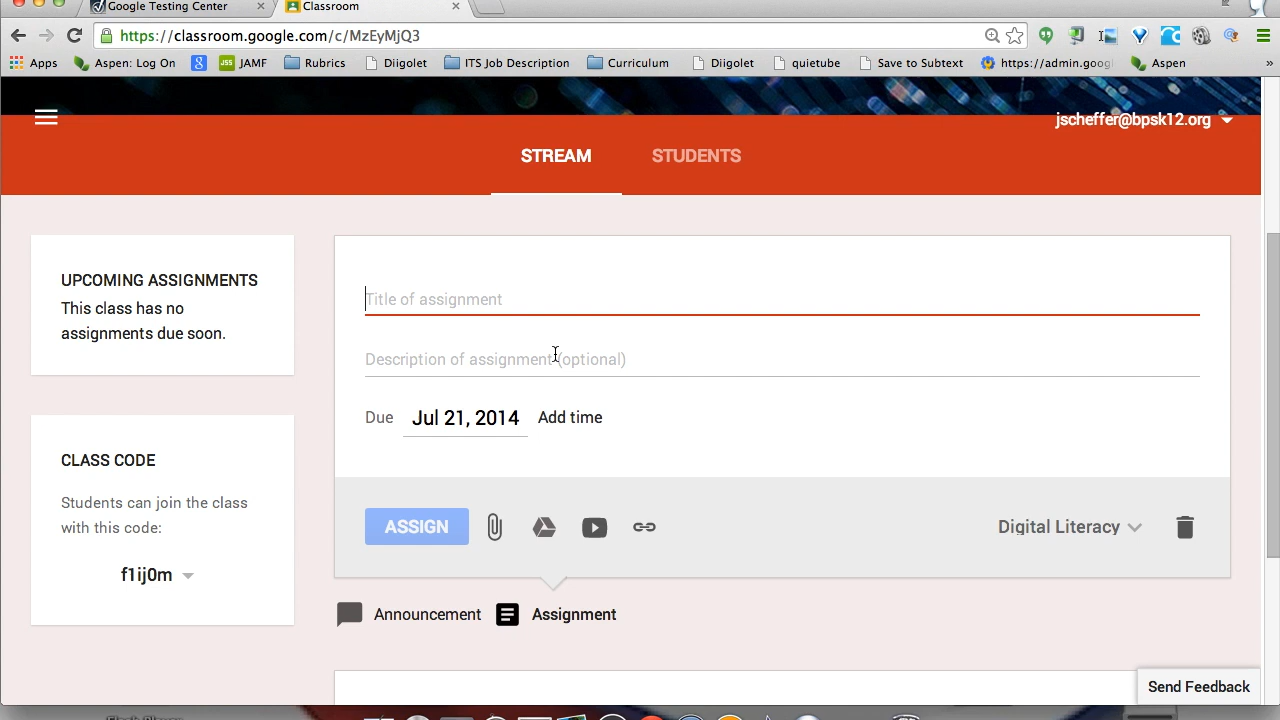 Google Testing Center
Classroom
https://classroom.google.com/c/MzEyMjQ3
Apps Aspen: Log On JAMF Rubrics Diigolet ITS Job Description Curriculum Diigolet quietube Save to Subtext https://admin.goog Aspen »
jscheffer@bpsk12.org
STREAM STUDENTS
UPCOMING ASSIGNMENTS
This class has no
assignments due soon.
Title of assignment
Description of assignment (optional)
Due Jul 21, 2014 Add time
CLASS CODE
Students can join the class
with this code:
f1ij0m
ASSIGN Digital Literacy
Announcement Assignment
Send Feedback